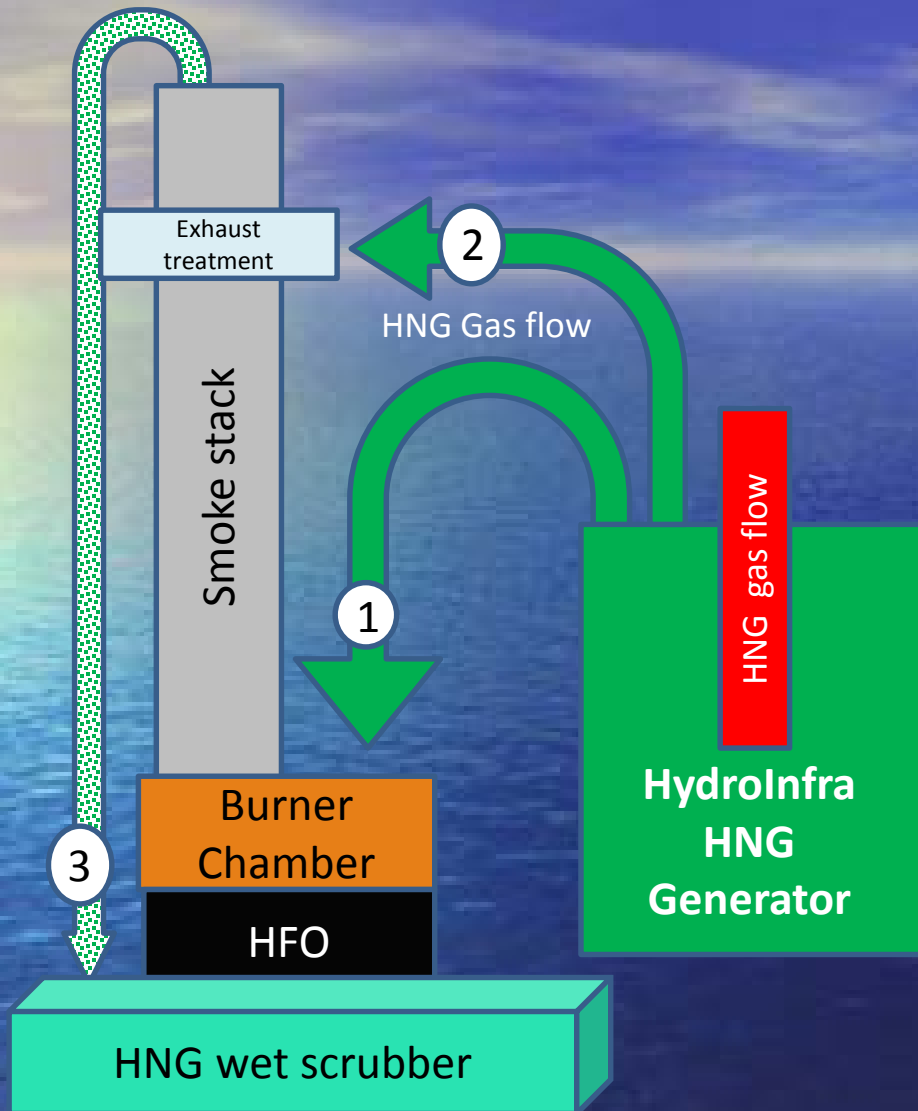 Exhaust
treatment
2
HNG Gas flow
Smoke stack
HNG gas flow
1
HydroInfra
HNG
Generator
Burner
Chamber
3
HFO
HNG wet scrubber